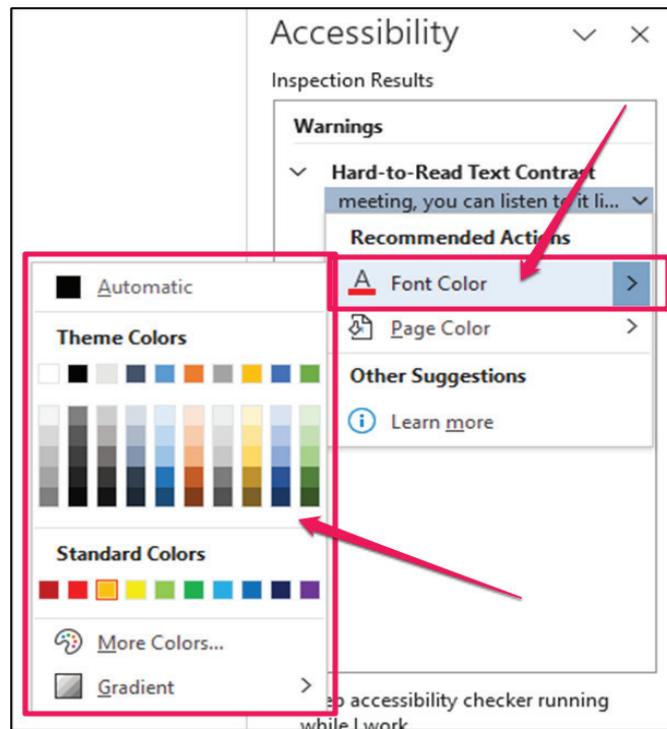 Accessibility
Inspection Results
Warnings
Hard-to-Read Text Contrast
meeting, you can listen to it li...
Recommended Actions
Font Color
Page Color
Other Suggestions
Learn more
Automatic
Theme Colors
Standard Colors
More Colors...
Gradient
accessibility checker running
while I work